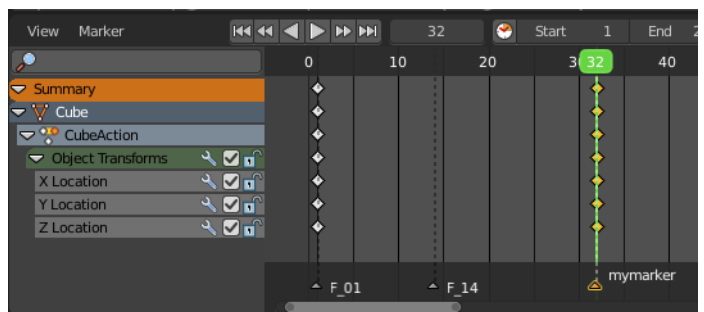 View Marker 32 Start 1 End
0 10 20 32 40
Summary
Cube
CubeAction
Object Transforms
X Location
Y Location
Z Location
mymarker
F_01 F_14